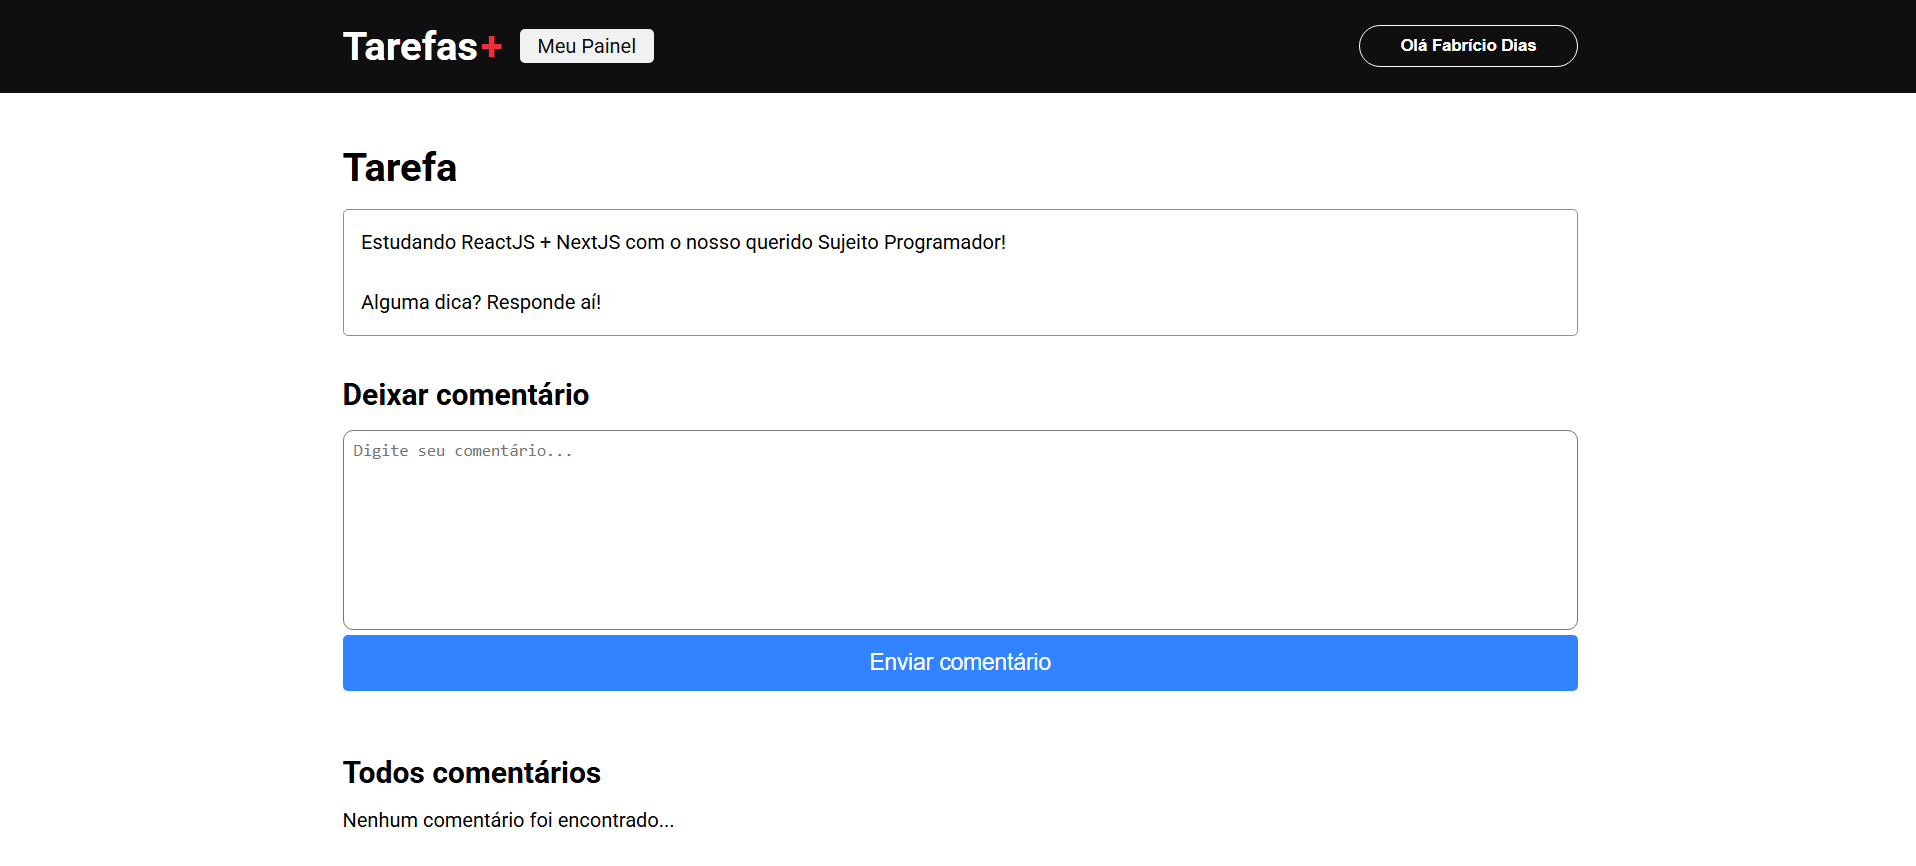 Tarefas+ Meu Painel Olá Fabrício Dias
Tarefa
Estudando ReactJS + NextJS com o nosso querido Sujeito Programador!
Alguma dica? Responde aí!
Deixar comentário
Digite seu comentário...
Enviar comentário
Todos comentários
Nenhum comentário foi encontrado...